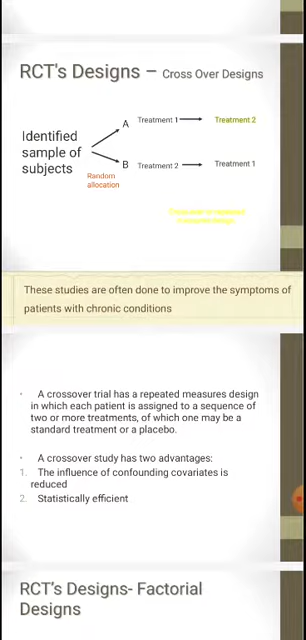 RCT's Designs – Cross Over Designs
A Treatment 1 Treatment 2
Identified
sample of
subjects
B Treatment 2 Treatment 1
Random
allocation
These studies are often done to improve the symptoms of
patients with chronic conditions
• A crossover trial has a repeated measures design
in which each patient is assigned to a sequence of
two or more treatments, of which one may be a
standard treatment or a placebo.
• A crossover study has two advantages:
1. The influence of confounding covariates is
reduced
2. Statistically efficient
RCT's Designs- Factorial
Designs